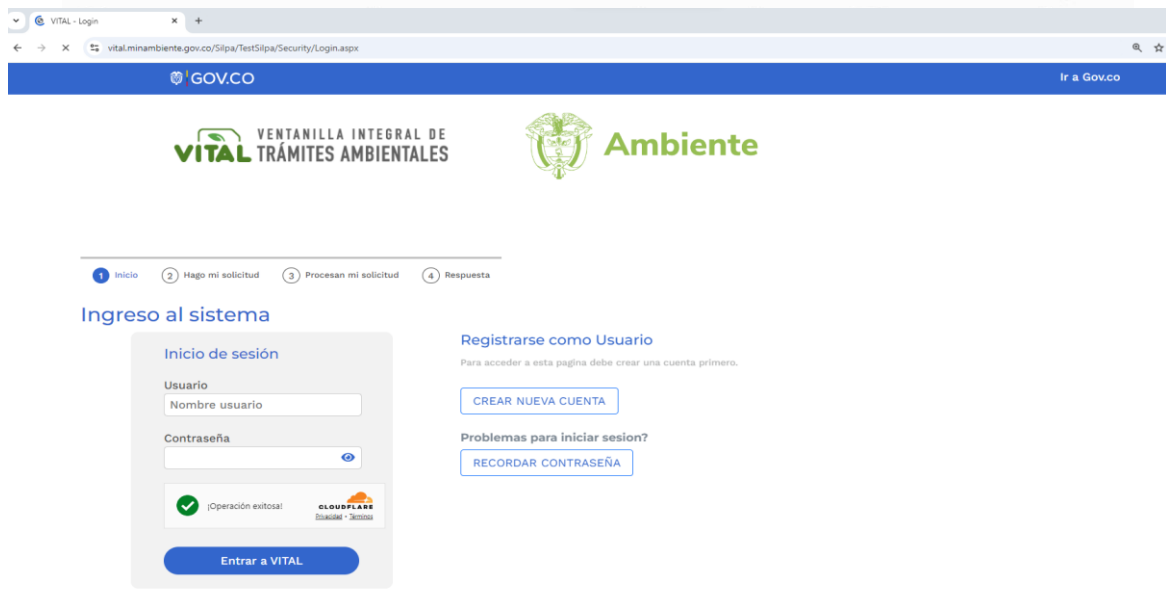 VITAL - Login
vital.minambiente.gov.co/Silpa/TestSilpa/Security/Login.aspx
GOV.CO
Ir a Gov.co
VITAL
VENTANILLA INTEGRAL DE
TRÁMITES AMBIENTALES
Ambiente
1 Inicio 2 Hago mi solicitud 3 Procesan mi solicitud 4 Respuesta
Ingreso al sistema
Inicio de sesión
Usuario
Nombre usuario
Contraseña
¡Operación exitosa!
CLOUDFLARE
Privacidad • Términos
Entrar a VITAL
Registrarse como Usuario
Para acceder a esta pagina debe crear una cuenta primero.
CREAR NUEVA CUENTA
Problemas para iniciar sesion?
RECORDAR CONTRASEÑA